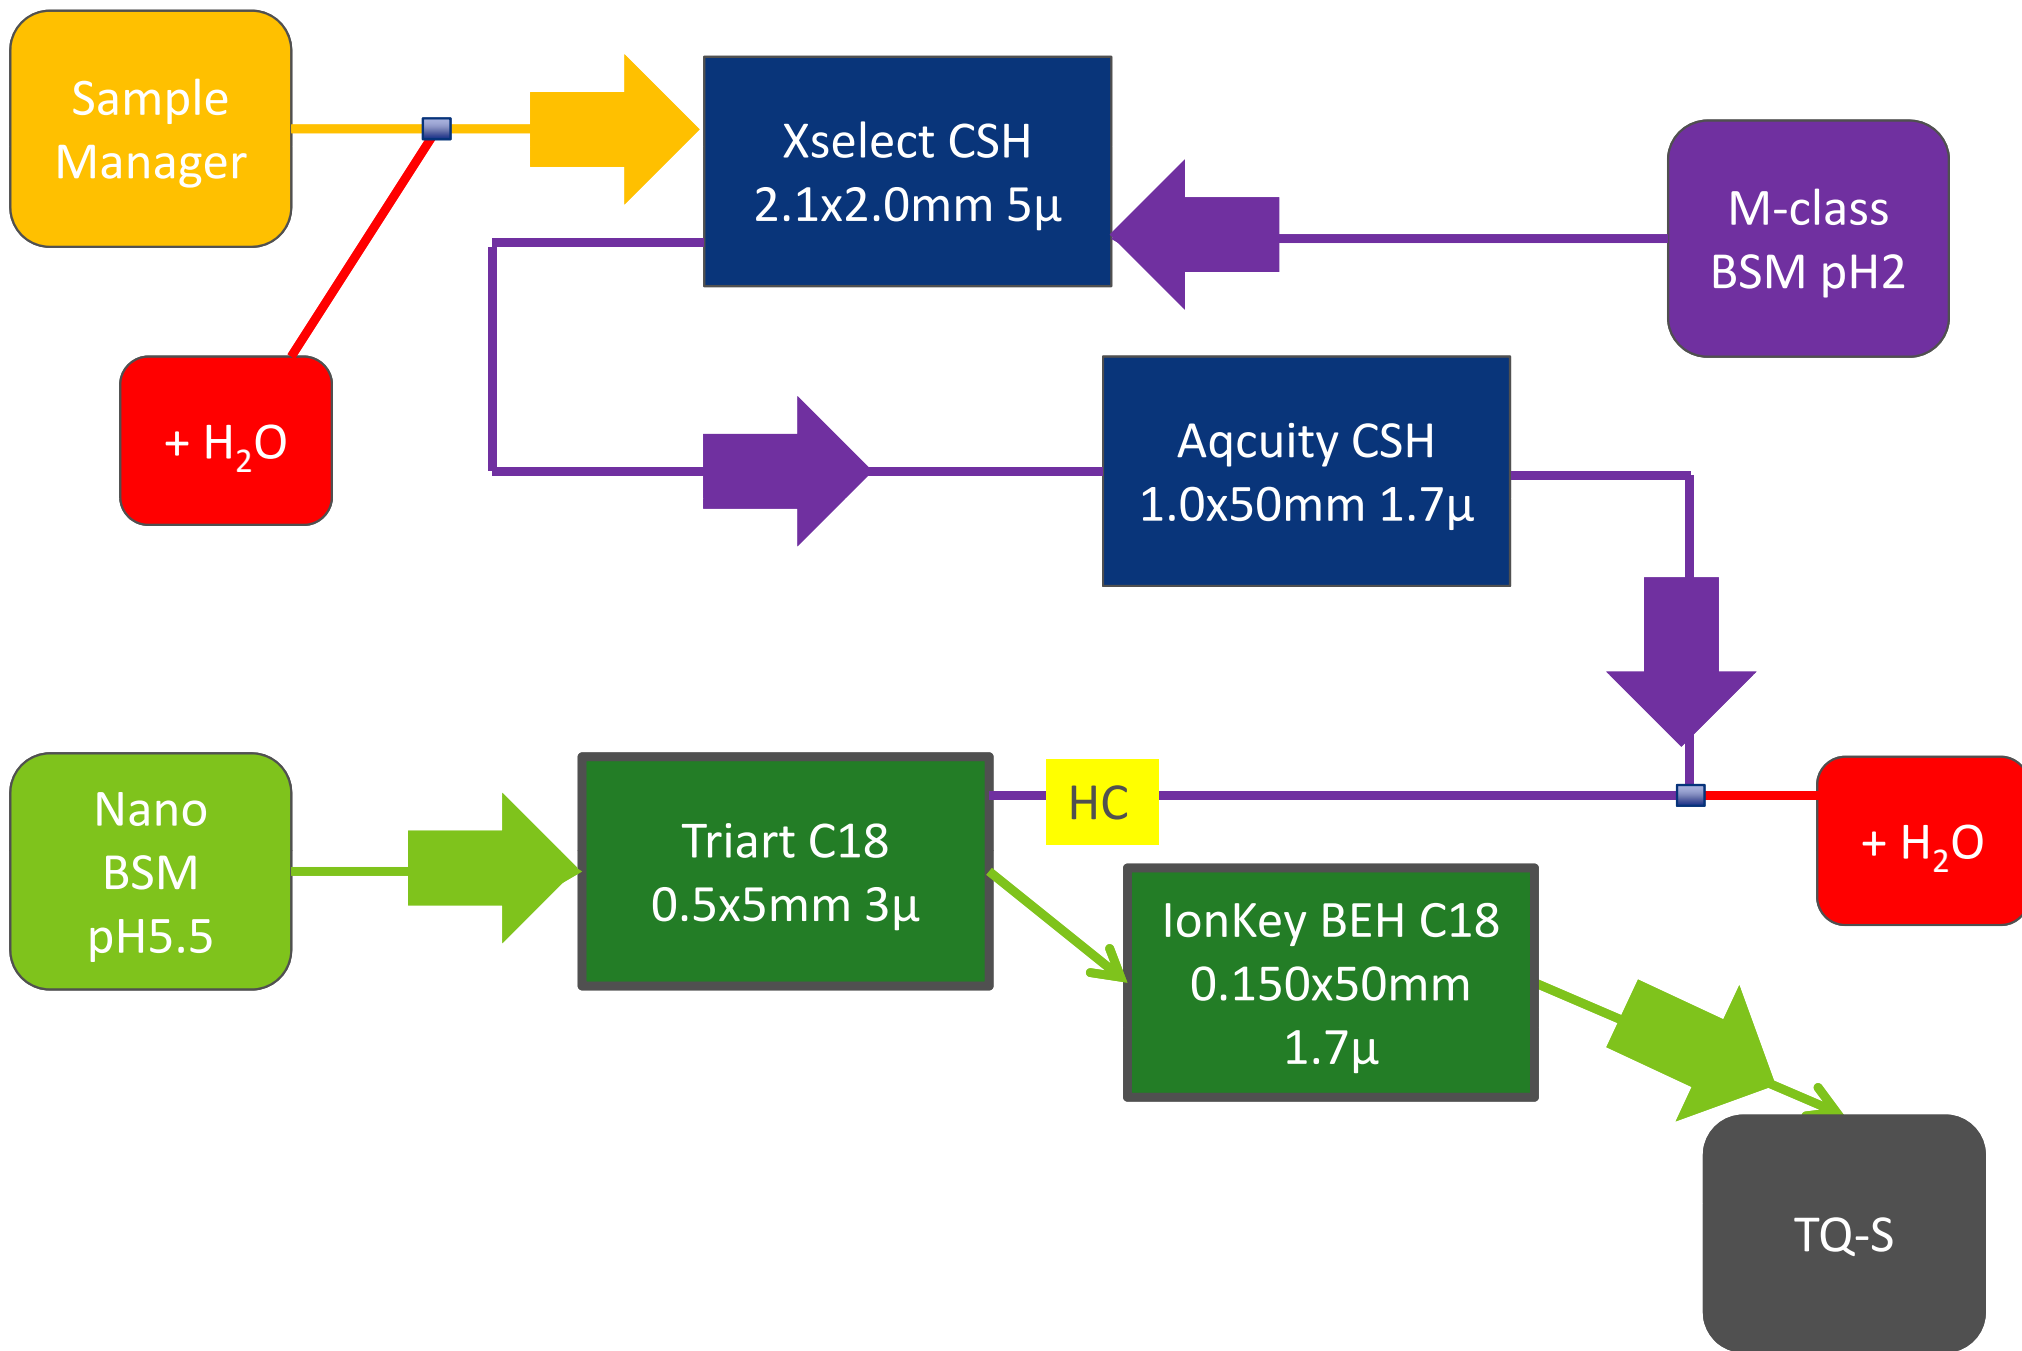 Sample
Manager
Xselect CSH
2.1x2.0mm 5µ
M-class
BSM pH2
+ H₂O
Aqcuity CSH
1.0x50mm 1.7µ
Nano
BSM
pH5.5
Triart C18
0.5x5mm 3µ
HC
+ H₂O
IonKey BEH C18
0.150x50mm
1.7µ
TQ-S